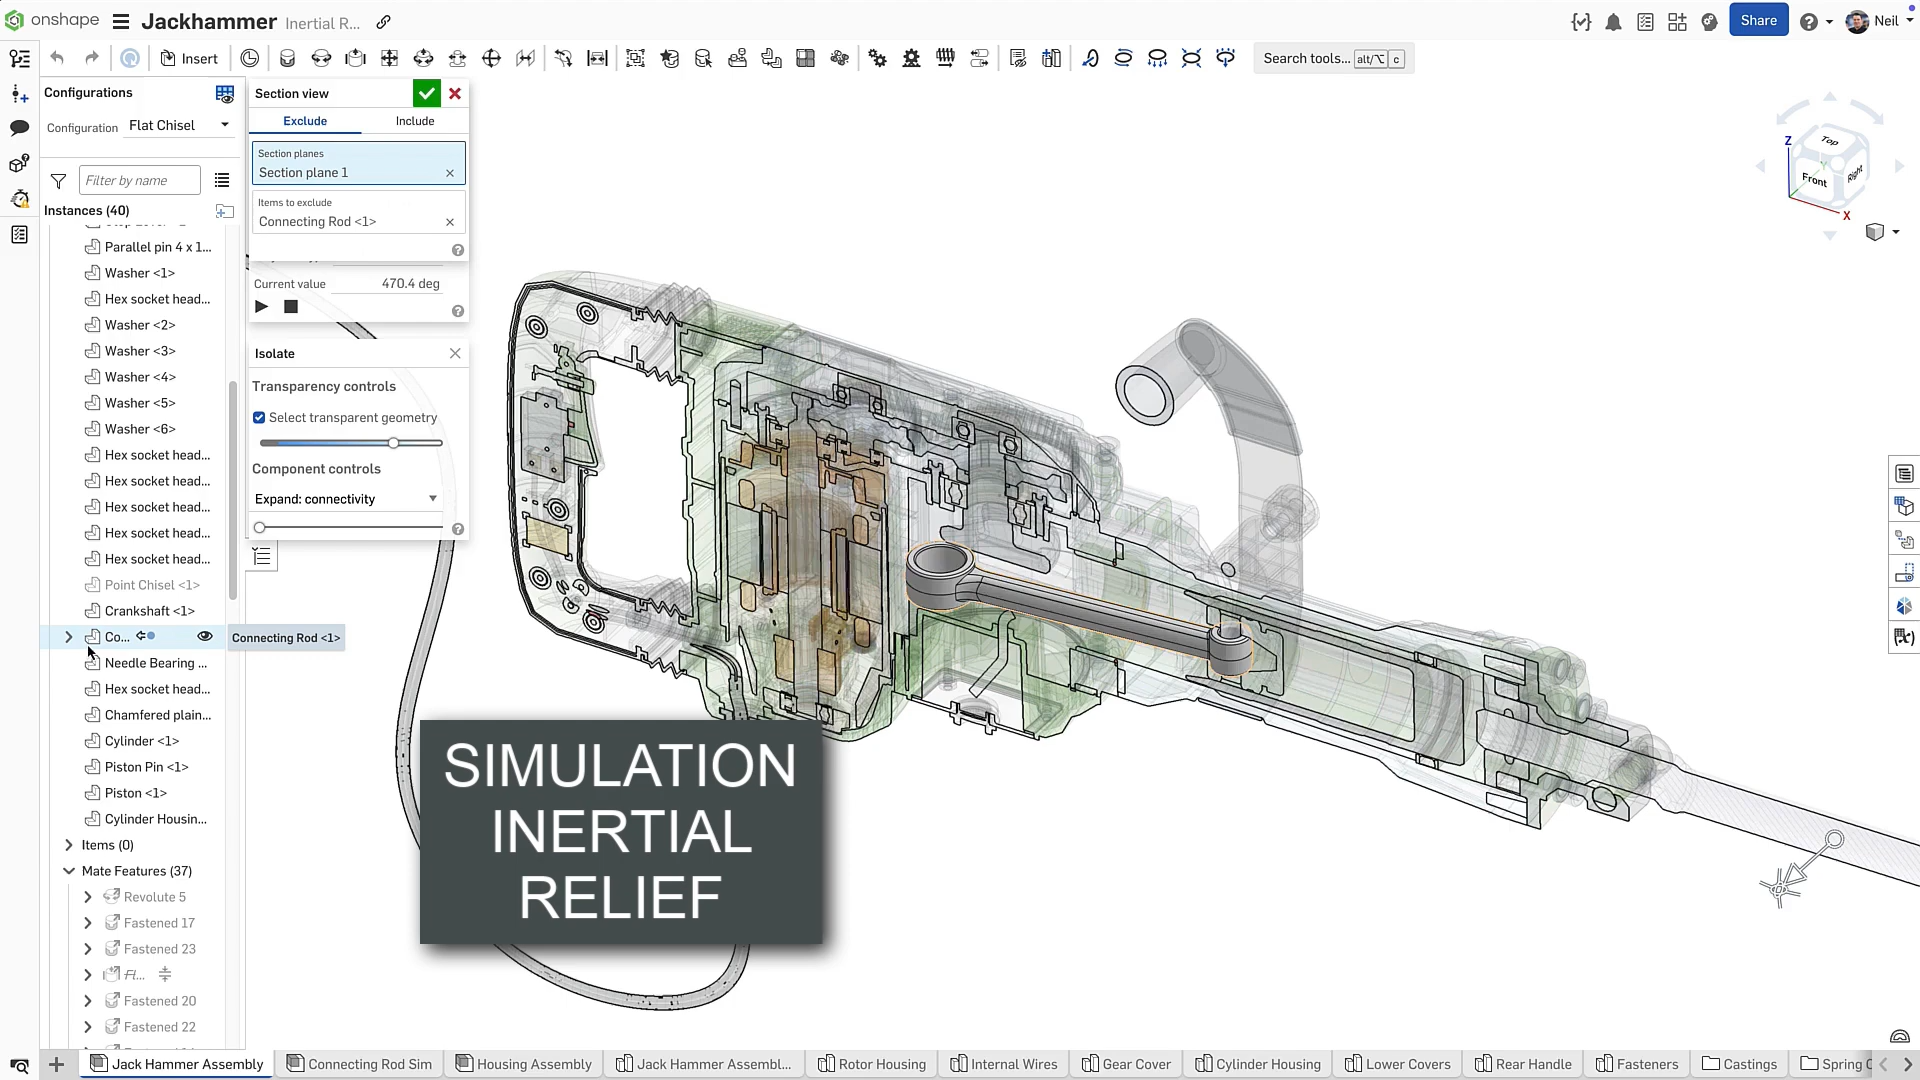 onshape
Jackhammer
Inertial R...
Share
Neil
Insert
Search tools... alt/⌥ c
Configurations
Configuration
Flat Chisel
Filter by name
Instances (40)
Parallel pin 4 x 1...
Washer <1>
Hex socket head...
Washer <2>
Washer <3>
Washer <4>
Washer <5>
Washer <6>
Hex socket head...
Hex socket head...
Hex socket head...
Hex socket head...
Hex socket head...
Point Chisel <1>
Crankshaft <1>
Co...
Connecting Rod <1>
Needle Bearing ...
Hex socket head...
Chamfered plain...
Cylinder <1>
Piston Pin <1>
Piston <1>
Cylinder Housin...
Items (0)
Mate Features (37)
Revolute 5
Fastened 17
Fastened 23
Fl...
Fastened 20
Fastened 22
Section view
Exclude
Include
Section planes
Section plane 1
Items to exclude
Connecting Rod <1>
Current value
470.4 deg
Isolate
Transparency controls
Select transparent geometry
Component controls
Expand: connectivity
SIMULATION
INERTIAL
RELIEF
Z
Top
Front
Right
X
Y
Jack Hammer Assembly
Connecting Rod Sim
Housing Assembly
Jack Hammer Assembl...
Rotor Housing
Internal Wires
Gear Cover
Cylinder Housing
Lower Covers
Rear Handle
Fasteners
Castings
Spring